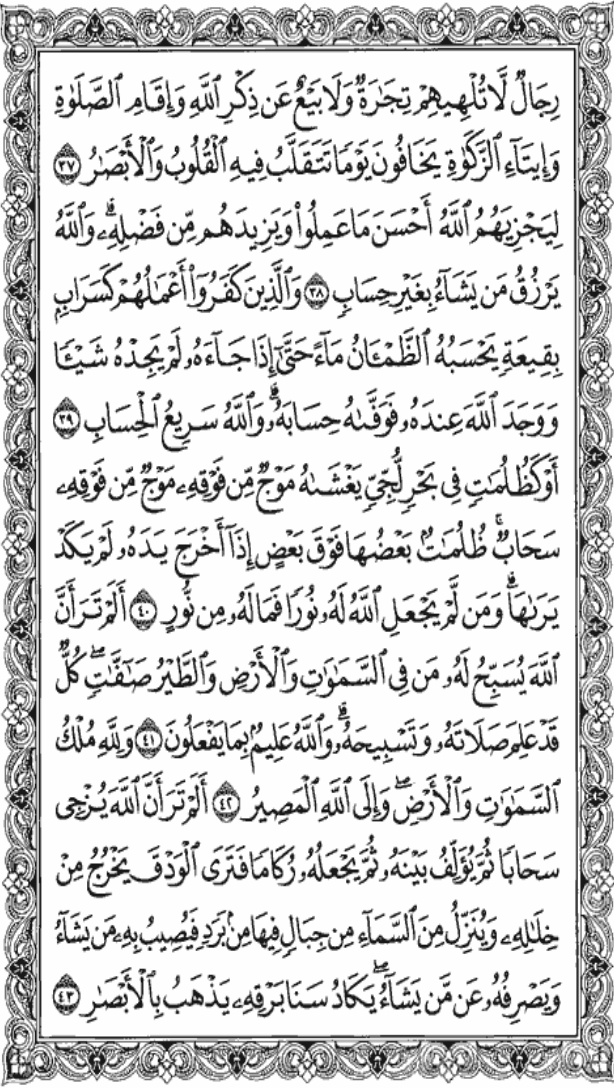 رِجَالٌ لَّا تُلْهِيهِمْ تِجَٰرَةٌ وَلَا بَيْعٌ عَن ذِكْرِ ٱللَّهِ وَإِقَامِ ٱلصَّلَوٰةِ
وَإِيتَآءِ ٱلزَّكَوٰةِ يَخَافُونَ يَوْمًا تَتَقَلَّبُ فِيهِ ٱلْقُلُوبُ وَٱلْأَبْصَٰرُ ٣٧
لِيَجْزِيَهُمُ ٱللَّهُ أَحْسَنَ مَا عَمِلُوا۟ وَيَزِيدَهُم مِّن فَضْلِهِۦ ۗ وَٱللَّهُ
يَرْزُقُ مَن يَشَآءُ بِغَيْرِ حِسَابٍ ٣٨ وَٱلَّذِينَ كَفَرُوٓا۟ أَعْمَٰلُهُمْ كَسَرَابٍۭ
بِقِيعَةٍ يَحْسَبُهُ ٱلظَّمْـَٔانُ مَآءً حَتَّىٰٓ إِذَا جَآءَهُۥ لَمْ يَجِدْهُ شَيْـًٔا
وَوَجَدَ ٱللَّهَ عِندَهُۥ فَوَفَّىٰهُ حِسَابَهُۥ ۗ وَٱللَّهُ سَرِيعُ ٱلْحِسَابِ ٣٩
أَوْ كَظُلُمَٰتٍ فِى بَحْرٍ لُّجِّىٍّ يَغْشَىٰهُ مَوْجٌ مِّن فَوْقِهِۦ مَوْجٌ مِّن فَوْقِهِۦ
سَحَابٌ ۚ ظُلُمَٰتٌۢ بَعْضُهَا فَوْقَ بَعْضٍ إِذَآ أَخْرَجَ يَدَهُۥ لَمْ يَكَدْ
يَرَىٰهَا ۗ وَمَن لَّمْ يَجْعَلِ ٱللَّهُ لَهُۥ نُورًا فَمَا لَهُۥ مِن نُّورٍ ٤٠ أَلَمْ تَرَ أَنَّ
ٱللَّهَ يُسَبِّحُ لَهُۥ مَن فِى ٱلسَّمَٰوَٰتِ وَٱلْأَرْضِ وَٱلطَّيْرُ صَٰٓفَّٰتٍ ۖ كُلٌّ
قَدْ عَلِمَ صَلَاتَهُۥ وَتَسْبِيحَهُۥ ۗ وَٱللَّهُ عَلِيمٌۢ بِمَا يَفْعَلُونَ ٤١ وَلِلَّهِ مُلْكُ
ٱلسَّمَٰوَٰتِ وَٱلْأَرْضِ ۖ وَإِلَى ٱللَّهِ ٱلْمَصِيرُ ٤٢ أَلَمْ تَرَ أَنَّ ٱللَّهَ يُزْجِى
سَحَابًا ثُمَّ يُؤَلِّفُ بَيْنَهُۥ ثُمَّ يَجْعَلُهُۥ رُكَامًا فَتَرَى ٱلْوَدْقَ يَخْرُجُ مِنْ
خِلَٰلِهِۦ وَيُنَزِّلُ مِنَ ٱلسَّمَآءِ مِن جِبَالٍ فِيهَا مِنۢ بَرَدٍ فَيُصِيبُ بِهِۦ مَن يَشَآءُ
وَيَصْرِفُهُۥ عَن مَّن يَشَآءُ ۖ يَكَادُ سَنَا بَرْقِهِۦ يَذْهَبُ بِٱلْأَبْصَٰرِ ٤٣